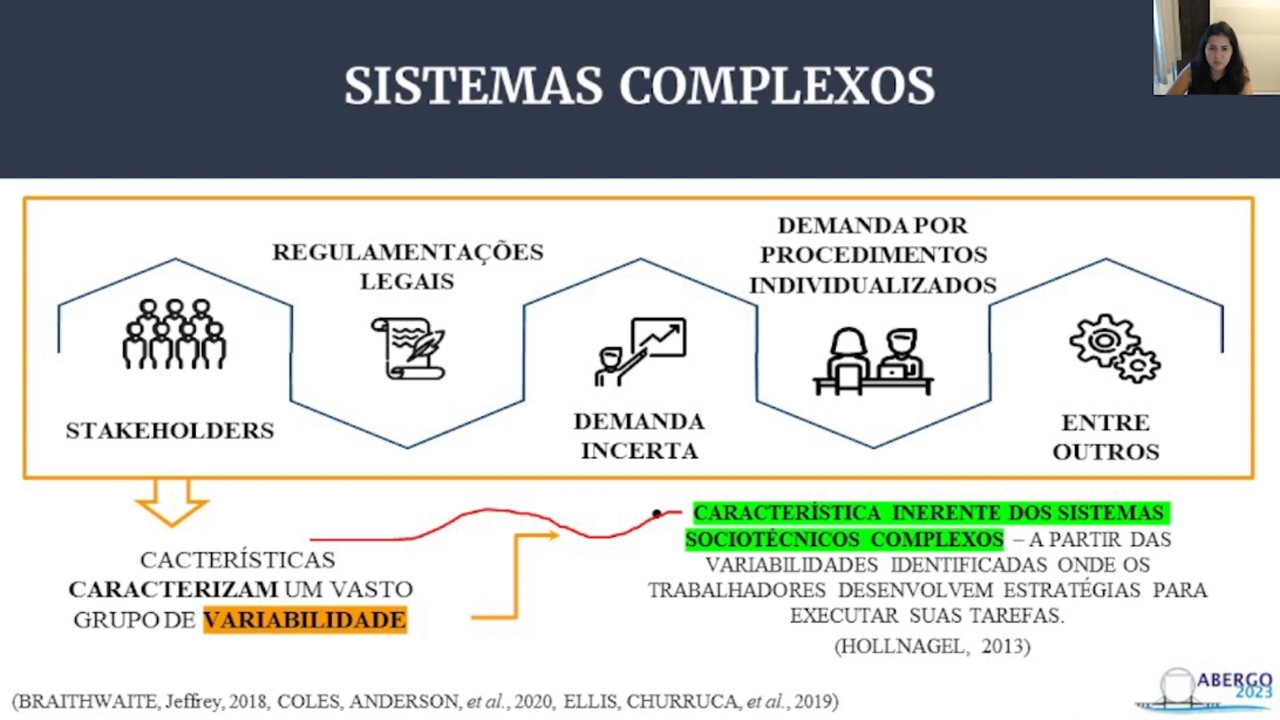 SISTEMAS COMPLEXOS
STAKEHOLDERS
REGULAMENTAÇÕES
LEGAIS
DEMANDA
INCERTA
DEMANDA POR
PROCEDIMENTOS
INDIVIDUALIZADOS
ENTRE
OUTROS
CACTERÍSTICAS
CARACTERIZAM UM VASTO
GRUPO DE VARIABILIDADE
CARACTERÍSTICA INERENTE DOS SISTEMAS
SOCIOTÉCNICOS COMPLEXOS – A PARTIR DAS
VARIABILIDADES IDENTIFICADAS ONDE OS
TRABALHADORES DESENVOLVEM ESTRATÉGIAS PARA
EXECUTAR SUAS TAREFAS.
(HOLLNAGEL, 2013)
(BRAITHWAITE, Jeffrey, 2018, COLES, ANDERSON, et al., 2020, ELLIS, CHURRUCA, et al., 2019)
ABERGO
2023